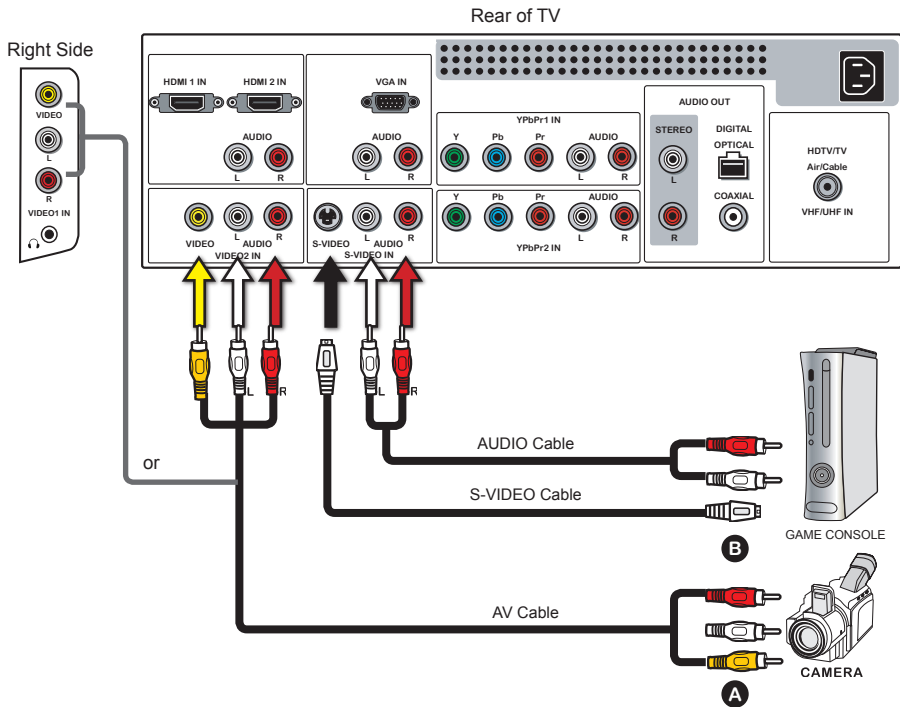 Rear of TV
Right Side
VIDEO
L
R
VIDEO1 IN
HDMI 1 IN
HDMI 2 IN
AUDIO
L
R
VGA IN
AUDIO
L
R
YPbPr1 IN
Y
Pb
Pr
AUDIO
L
R
AUDIO OUT
STEREO
L
R
DIGITAL
OPTICAL
COAXIAL
HDTV/TV
Air/Cable
VHF/UHF IN
VIDEO
L
AUDIO
R
VIDEO2 IN
S-VIDEO
L
AUDIO
R
S-VIDEO IN
Y
Pb
Pr
AUDIO
L
R
YPbPr2 IN
L
R
L
R
or
AUDIO Cable
S-VIDEO Cable
B
GAME CONSOLE
AV Cable
A
CAMERA